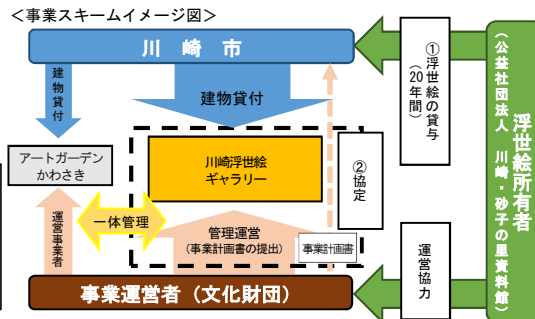 ＜事業スキームイメージ図＞
川　崎　市
建物貸付
建物貸付
①浮世絵の貸与
（20年間）
浮世絵所有者
（公益社団法人　川崎・砂子の里資料館）
アートガーデン
かわさき
川崎浮世絵
ギャラリー
②協定
運営事業者
一体管理
管理運営
（事業計画書の提出）
事業計画書
運営協力
事業運営者（文化財団）